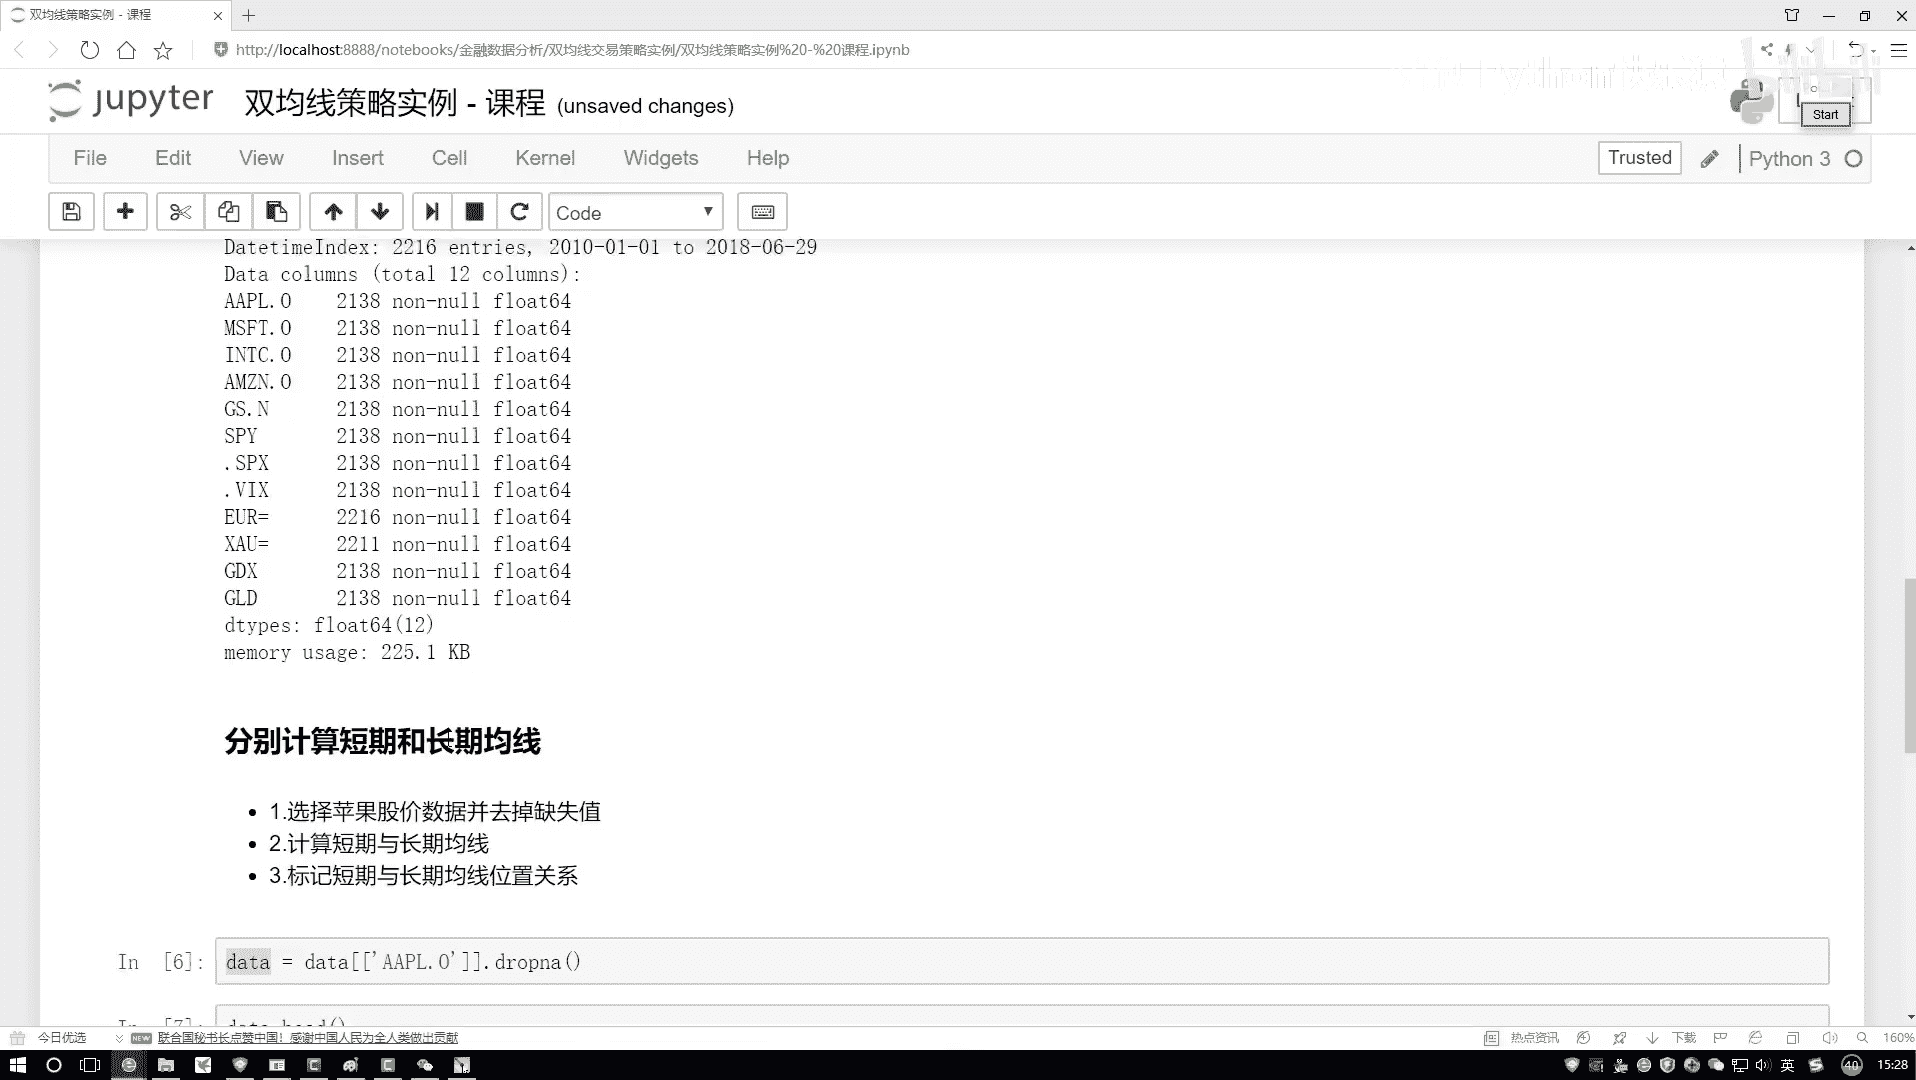 双均线策略实例 - 课程
http://localhost:8888/notebooks/金融数据分析/双均线交易策略实例/双均线策略实例%20-%20课程.ipynb
jupyter 双均线策略实例 - 课程 (unsaved changes)
Start
File Edit View Insert Cell Kernel Widgets Help Trusted Python 3
Code
DatetimeIndex: 2216 entries, 2010-01-01 to 2018-06-29
Data columns (total 12 columns):
AAPL.O 2138 non-null float64
MSFT.O 2138 non-null float64
INTC.O 2138 non-null float64
AMZN.O 2138 non-null float64
GS.N 2138 non-null float64
SPY 2138 non-null float64
.SPX 2138 non-null float64
.VIX 2138 non-null float64
EUR= 2216 non-null float64
XAU= 2211 non-null float64
GDX 2138 non-null float64
GLD 2138 non-null float64
dtypes: float64(12)
memory usage: 225.1 KB
分别计算短期和长期均线
• 1.选择苹果股价数据并去掉缺失值
• 2.计算短期与长期均线
• 3.标记短期与长期均线位置关系
In [6]: data = data[['AAPL.O']].dropna()
In [7]: data.head()
今日优选 NEW 联合国秘书长点赞中国！感谢中国人民为全人类做出贡献 热点资讯 下载 160%
英 40 15:28